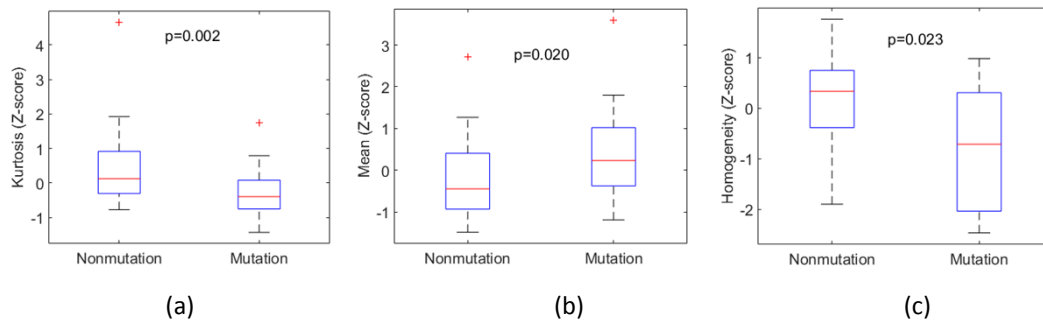 Kurtosis (Z-score)
4
3
2
1
0
-1
p=0.002
Nonmutation Mutation
(a)
Mean (Z-score)
4
3
2
1
0
-1
p=0.020
Nonmutation Mutation
(b)
Homogeneity (Z-score)
1
0
-1
-2
p=0.023
Nonmutation Mutation
(c)